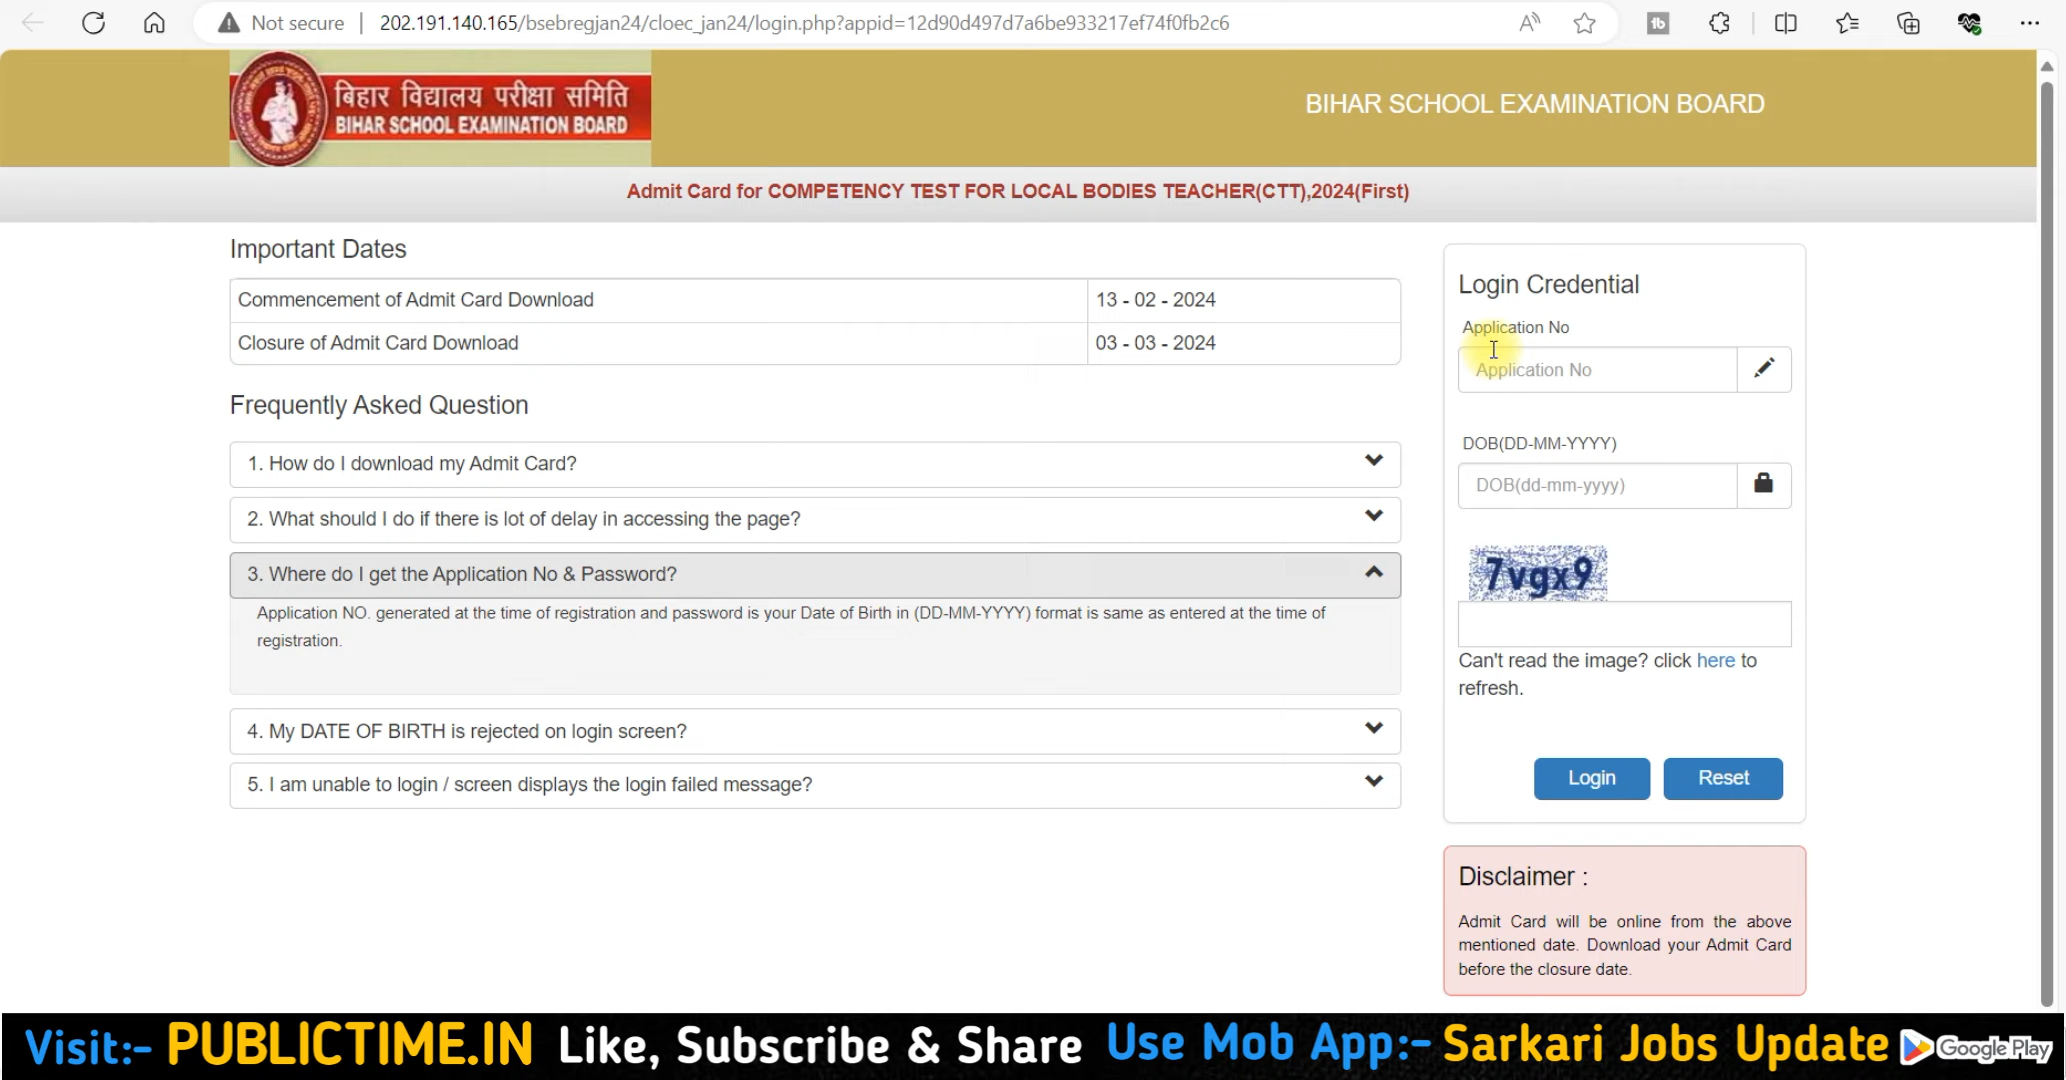 Not secure
202.191.140.165/bsebregjan24/cloec_jan24/login.php?appid=12d90d497d7a6be933217ef74f0fb2c6
बिहार विद्यालय परीक्षा समिति
BIHAR SCHOOL EXAMINATION BOARD
BIHAR SCHOOL EXAMINATION BOARD
Admit Card for COMPETENCY TEST FOR LOCAL BODIES TEACHER(CTT),2024(First)
Important Dates
Commencement of Admit Card Download 13 - 02 - 2024
Closure of Admit Card Download 03 - 03 - 2024
Frequently Asked Question
1. How do I download my Admit Card?
2. What should I do if there is lot of delay in accessing the page?
3. Where do I get the Application No & Password?
Application NO. generated at the time of registration and password is your Date of Birth in (DD-MM-YYYY) format is same as entered at the time of
registration.
4. My DATE OF BIRTH is rejected on login screen?
5. I am unable to login / screen displays the login failed message?
Login Credential
Application No
Application No
DOB(DD-MM-YYYY)
DOB(dd-mm-yyyy)
7vgx9
Can't read the image? click here to
refresh.
Login Reset
Disclaimer :
Admit Card will be online from the above
mentioned date. Download your Admit Card
before the closure date.
Visit:- PUBLICTIME.IN Like, Subscribe & Share Use Mob App:- Sarkari Jobs Update Google Play